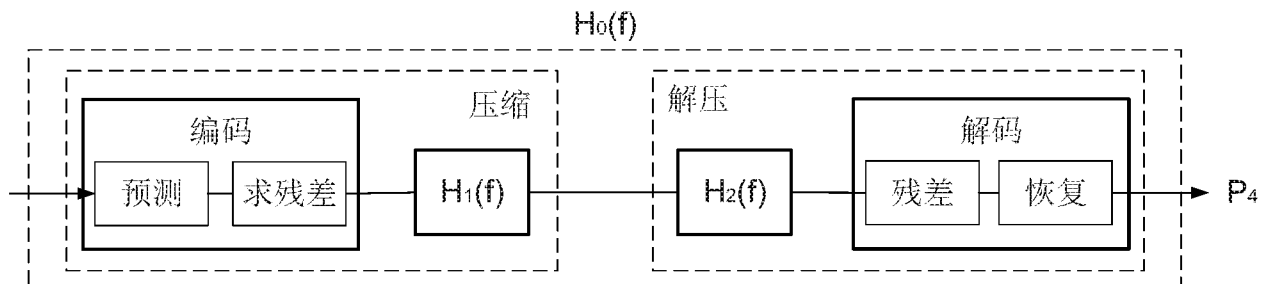 H₀(f)
压缩
解压
编码
解码
预测
求残差
H₁(f)
H₂(f)
残差
恢复
P₄